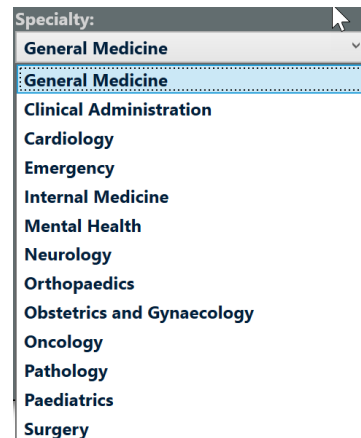 Specialty:
General Medicine
General Medicine
Clinical Administration
Cardiology
Emergency
Internal Medicine
Mental Health
Neurology
Orthopaedics
Obstetrics and Gynaecology
Oncology
Pathology
Paediatrics
Surgery